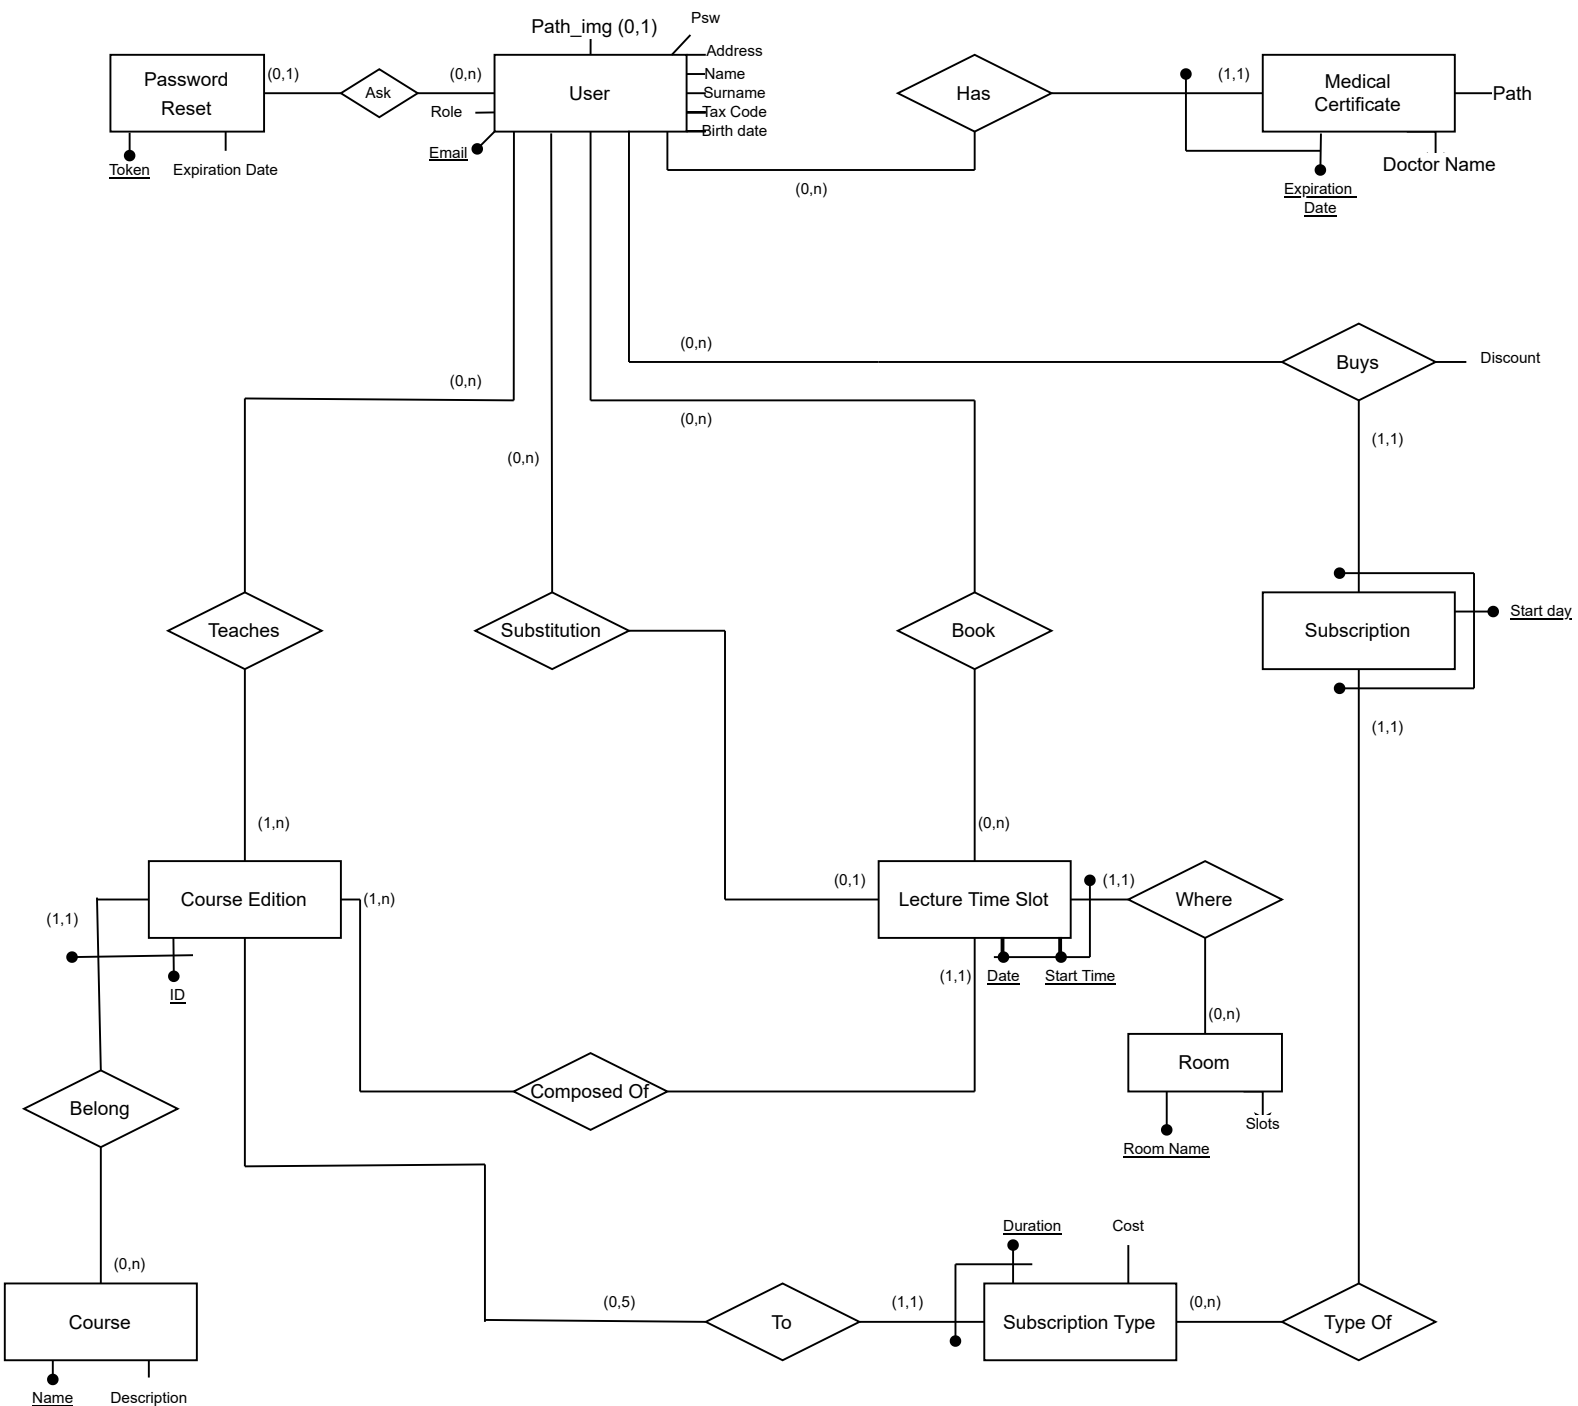 Path_img (0,1)
Psw
Address
Name
Surname
Tax Code
Birth date
Password
Reset
(0,1)
Ask
(0,n)
User
Role
Email
Token
Expiration Date
Has
(1,1)
Medical
Certificate
Path
Doctor Name
Expiration
Date
(0,n)
(0,n)
Buys
Discount
(0,n)
(0,n)
(1,1)
(0,n)
Teaches
Substitution
Book
Subscription
Start day
(1,1)
(1,n)
(0,n)
(0,1)
(1,1)
Course Edition
(1,n)
Lecture Time Slot
Where
(1,1)
ID
(1,1)
Date
Start Time
(0,n)
Room
Composed Of
Belong
Slots
Room Name
Duration
Cost
(0,n)
(0,5)
(1,1)
(0,n)
Course
To
Subscription Type
Type Of
Name
Description